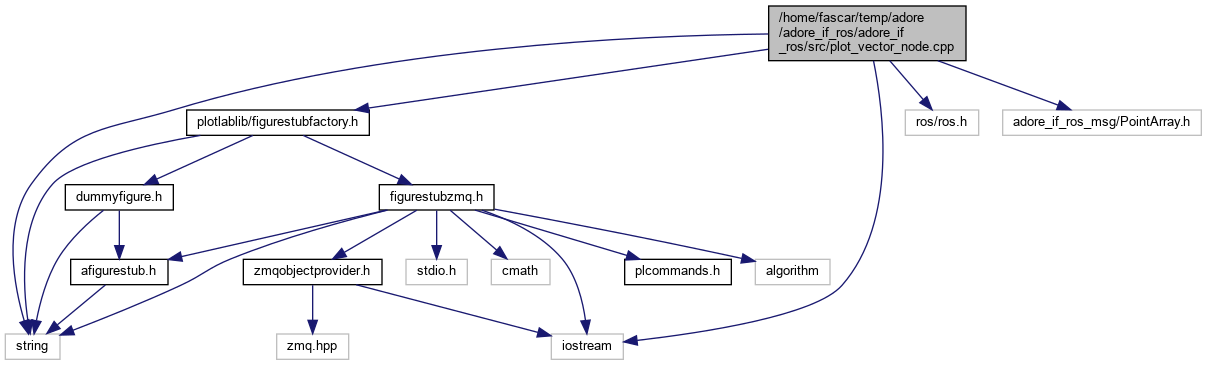 /home/fascar/temp/adore
/adore_if_ros/adore_if
_ros/src/plot_vector_node.cpp
plotlablib/figurestubfactory.h
ros/ros.h
adore_if_ros_msg/PointArray.h
dummyfigure.h
figurestubzmq.h
afigurestub.h
zmqobjectprovider.h
stdio.h
cmath
plcommands.h
algorithm
string
zmq.hpp
iostream